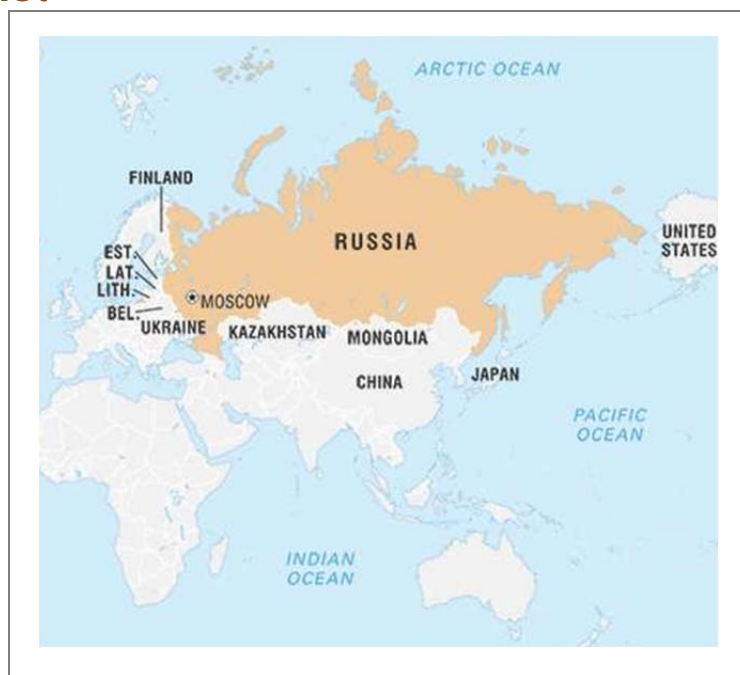 ARCTIC OCEAN
FINLAND
RUSSIA
UNITED
STATES
EST.
LAT.
LITH.
BEL.
MOSCOW
UKRAINE
KAZAKHSTAN
MONGOLIA
CHINA
JAPAN
PACIFIC
OCEAN
INDIAN
OCEAN